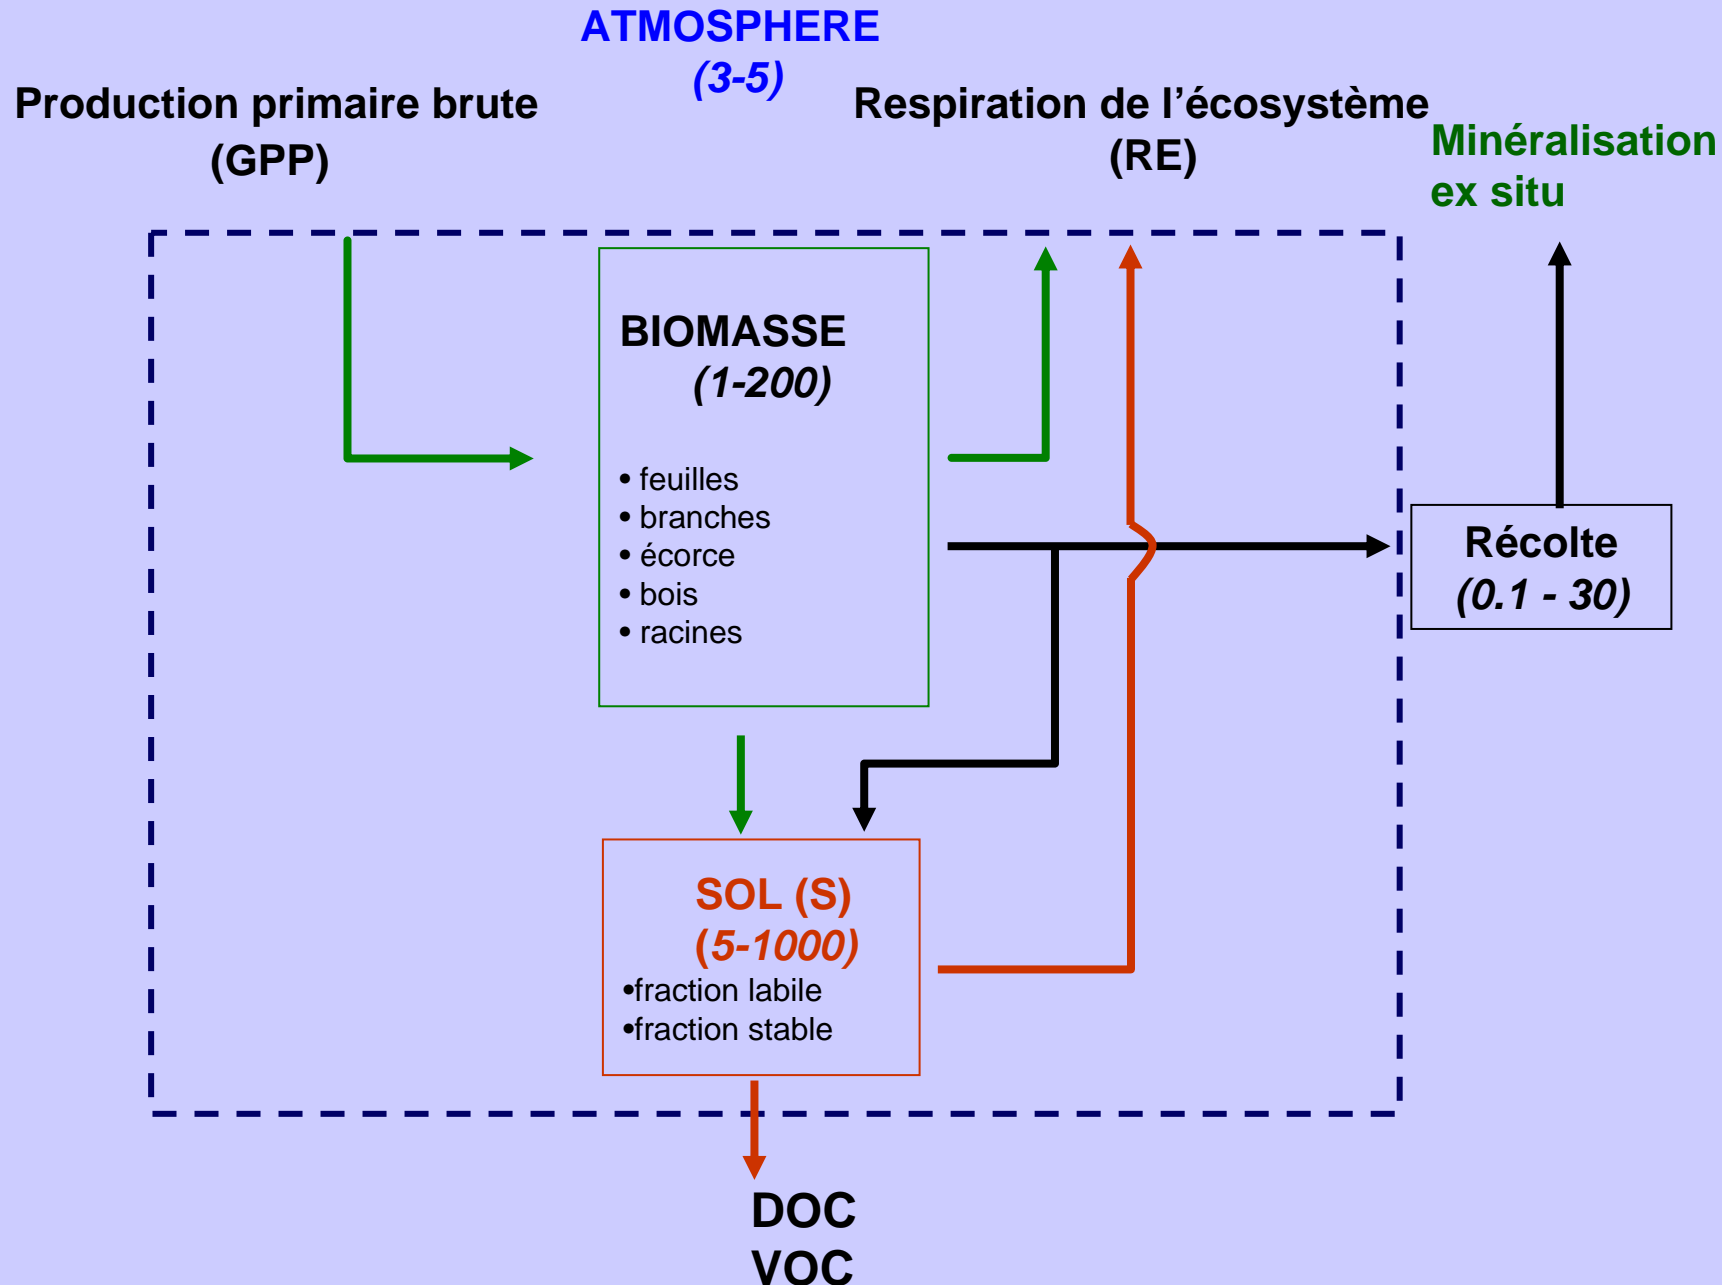 ATMOSPHERE
(3-5)
Production primaire brute
(GPP)
Respiration de l’écosystème
(RE)
Minéralisation
ex situ
BIOMASSE
(1-200)
• feuilles
• branches
• écorce
• bois
• racines
Récolte
(0.1 - 30)
SOL (S)
(5-1000)
•fraction labile
•fraction stable
DOC
VOC